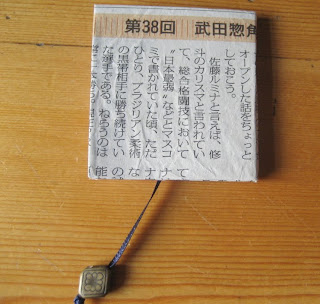 第38回 武田惣角
オープンした話をちょっと
しておこう。
佐藤ルミナと言えば、修
斗のカリスマと言われてい
て、総合格闘技において
〝日本最弱〟などとマスコ
ミで書かれていた頃、ただ
ひとり、ブラジリアン柔術
の黒帯相手に勝ち続けてい
た選手である。ねらうのは